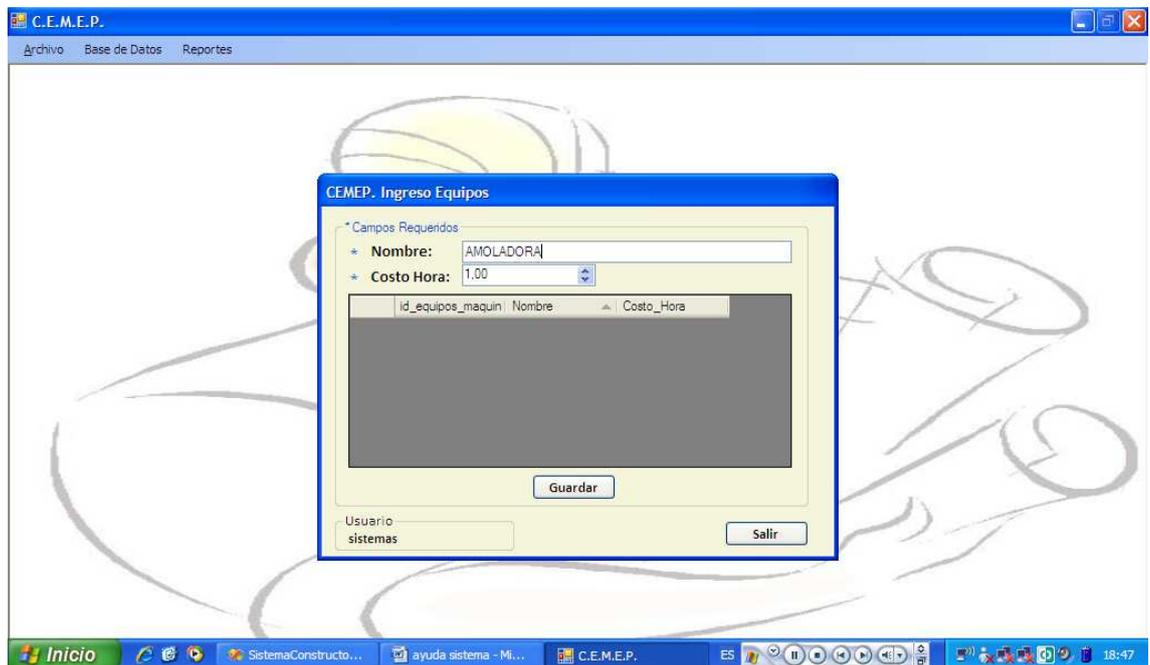 C.E.M.E.P.
Archivo Base de Datos Reportes
CEMEP. Ingreso Equipos
* Campos Requeridos
* Nombre: AMOLADORA
* Costo Hora: 1,00
id_equipos_maquin Nombre Costo_Hora
Guardar
Usuario
sistemas
Salir
Inicio SistemaConstructo... ayuda sistema - Mi... C.E.M.E.P. ES 18:47